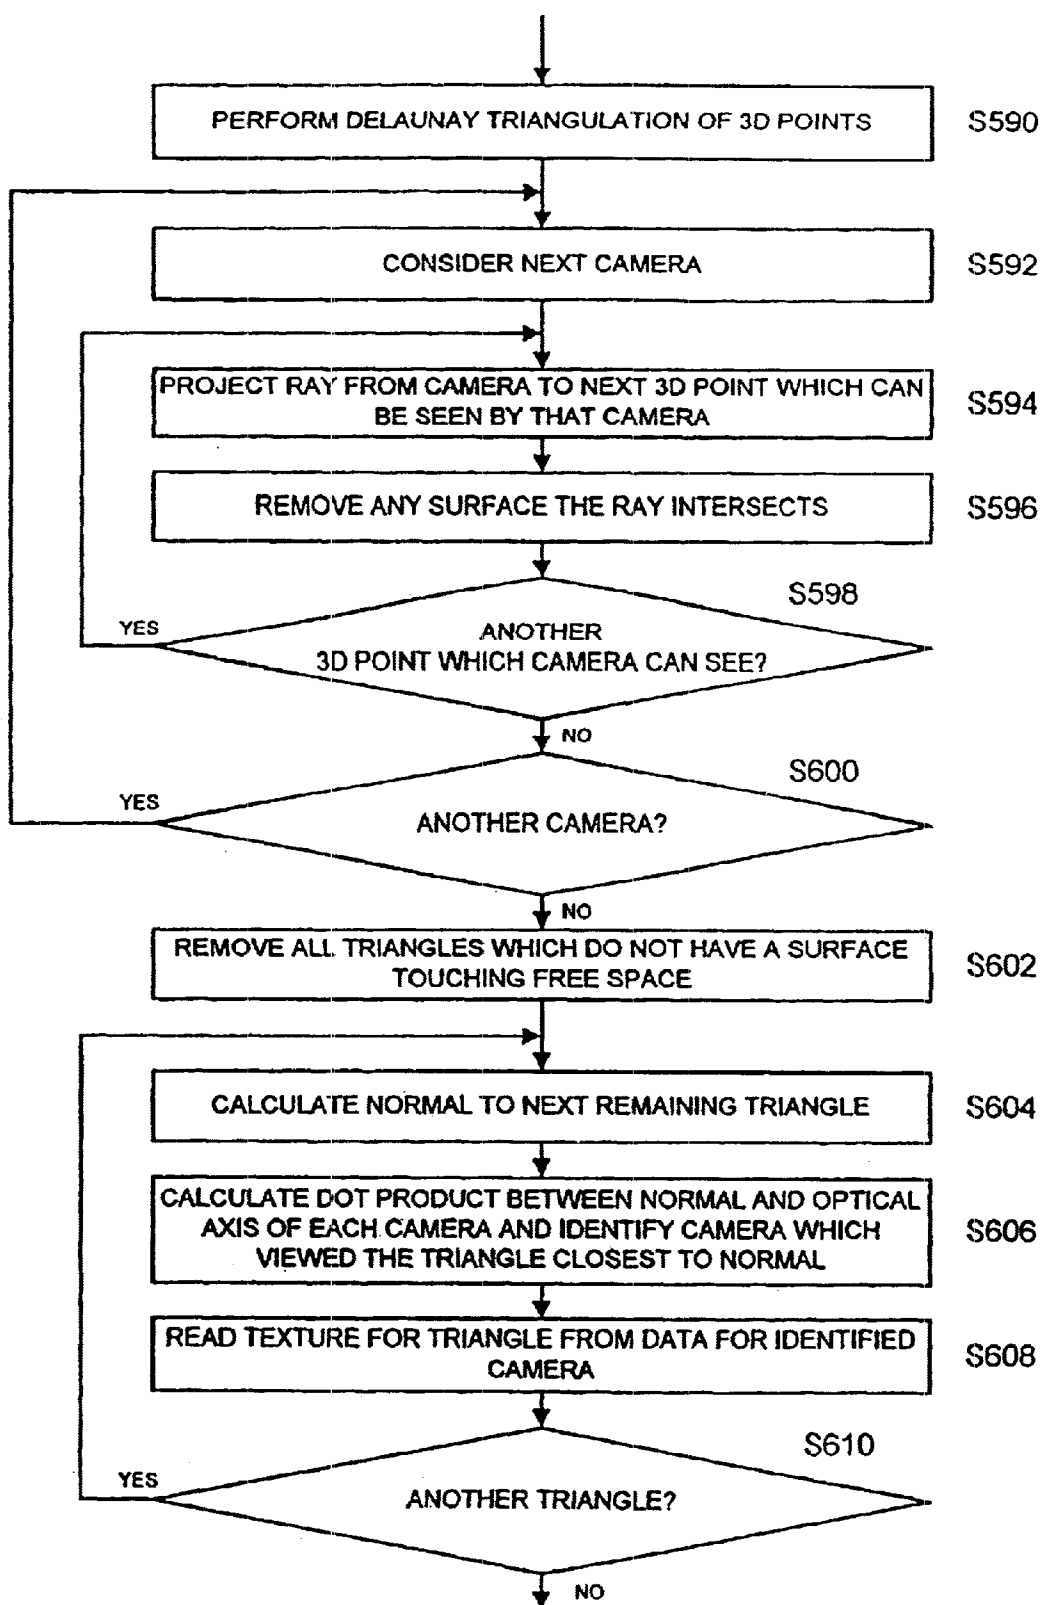 PERFORM DELAUNAY TRIANGULATION OF 3D POINTS
S590
CONSIDER NEXT CAMERA
S592
PROJECT RAY FROM CAMERA TO NEXT 3D POINT WHICH CAN
BE SEEN BY THAT CAMERA
S594
REMOVE ANY SURFACE THE RAY INTERSECTS
S596
S598
YES
ANOTHER
3D POINT WHICH CAMERA CAN SEE?
NO
S600
YES
ANOTHER CAMERA?
NO
REMOVE ALL TRIANGLES WHICH DO NOT HAVE A SURFACE
TOUCHING FREE SPACE
S602
CALCULATE NORMAL TO NEXT REMAINING TRIANGLE
S604
CALCULATE DOT PRODUCT BETWEEN NORMAL AND OPTICAL
AXIS OF EACH CAMERA AND IDENTIFY CAMERA WHICH
VIEWED THE TRIANGLE CLOSEST TO NORMAL
S606
READ TEXTURE FOR TRIANGLE FROM DATA FOR IDENTIFIED
CAMERA
S608
S610
YES
ANOTHER TRIANGLE?
NO